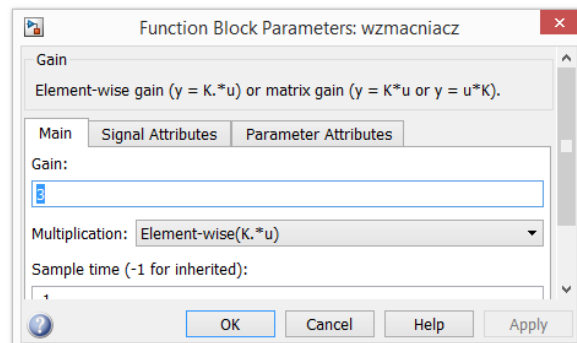 Function Block Parameters: wzmacniacz
Gain
Element-wise gain (y = K.*u) or matrix gain (y = K*u or y = u*K).
Main Signal Attributes Parameter Attributes
Gain:
3
Multiplication: Element-wise(K.*u)
Sample time (-1 for inherited):
OK Cancel Help Apply